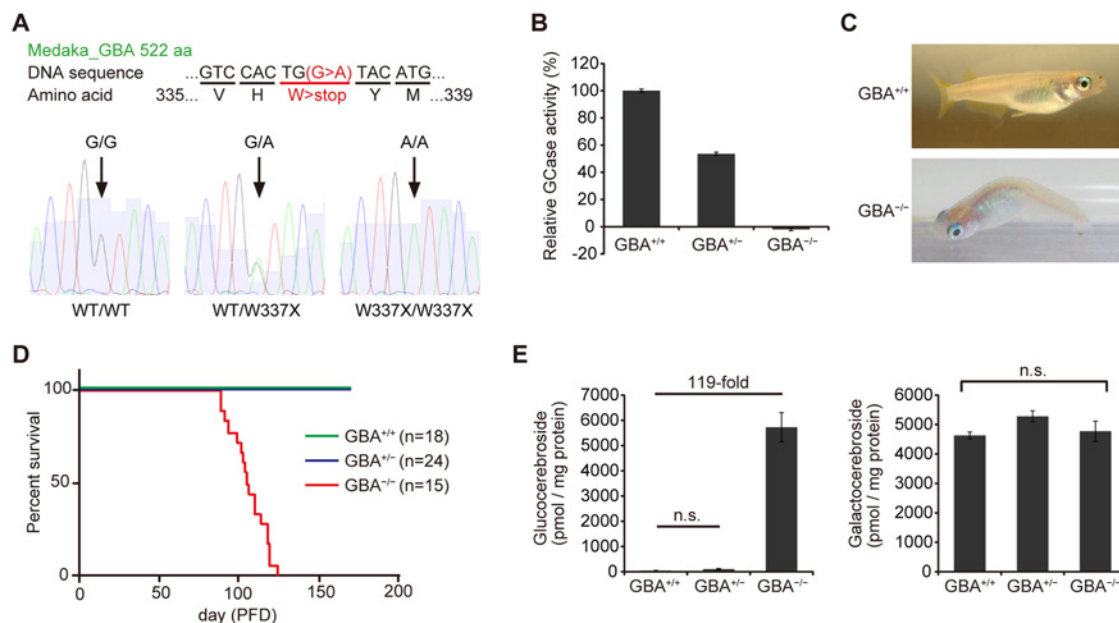 A
Medaka_GBA 522 aa
DNA sequence ...GTC CAC TG(G>A) TAC ATG...
Amino acid 335... V H W>stop Y M ...339
G/G G/A A/A
WT/WT WT/W337X W337X/W337X
B
Relative GCase activity (%)
120
100
80
60
40
20
0
-20
GBA+/+ GBA+/− GBA−/−
C
GBA+/+
GBA−/−
D
Percent survival
100
50
0
0 50 100 150 200
day (PFD)
GBA+/+ (n=18)
GBA+/− (n=24)
GBA−/− (n=15)
E
Glucocerebroside
(pmol / mg protein)
7000
6000
5000
4000
3000
2000
1000
0
119-fold
n.s.
GBA+/+ GBA+/− GBA−/−
Galactocerebroside
(pmol / mg protein)
7000
6000
5000
4000
3000
2000
1000
0
n.s.
GBA+/+ GBA+/− GBA−/−